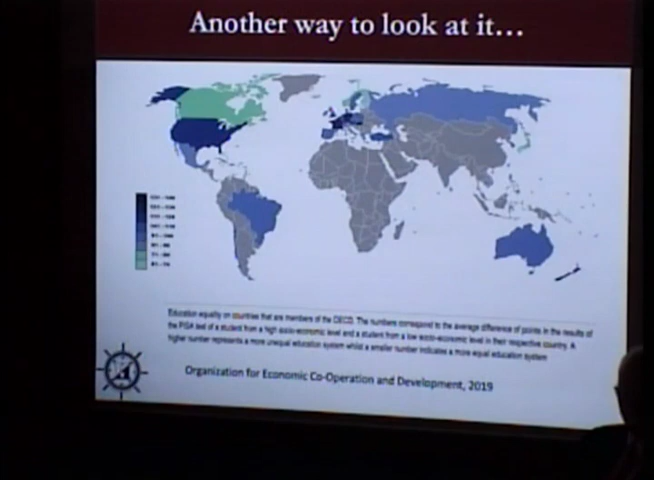 Another way to look at it...
Education equality on countries that are members of the OECD. The numbers correspond to the average difference of points in the results of
the PISA test of a student from a high socio-economic level and a student from a low socio-economic level in their respective country. A
higher number represents a more unequal education system whilst a smaller number indicates a more equal education system
Organization for Economic Co-Operation and Development, 2019